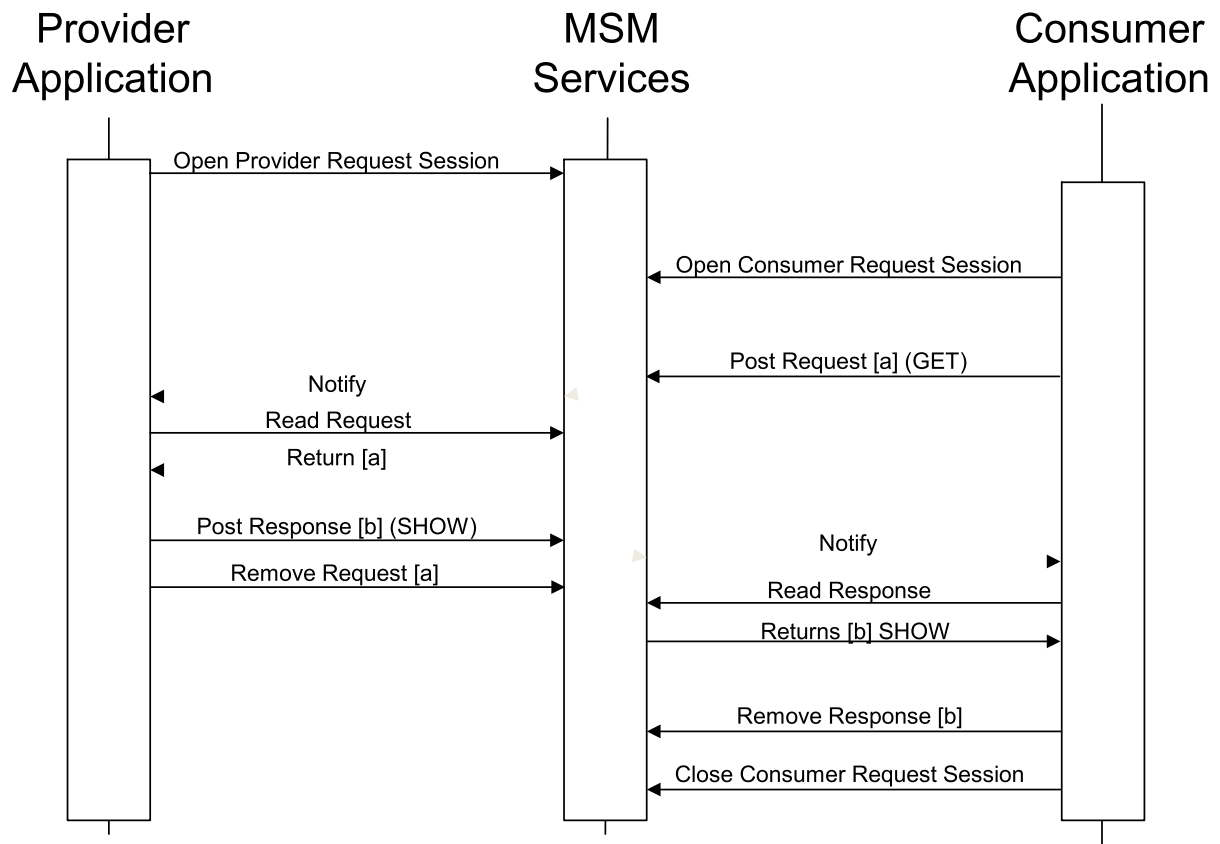 Provider
Application
MSM
Services
Consumer
Application
Open Provider Request Session
Open Consumer Request Session
Post Request [a] (GET)
Notify
Read Request
Return [a]
Post Response [b] (SHOW)
Notify
Remove Request [a]
Read Response
Returns [b] SHOW
Remove Response [b]
Close Consumer Request Session